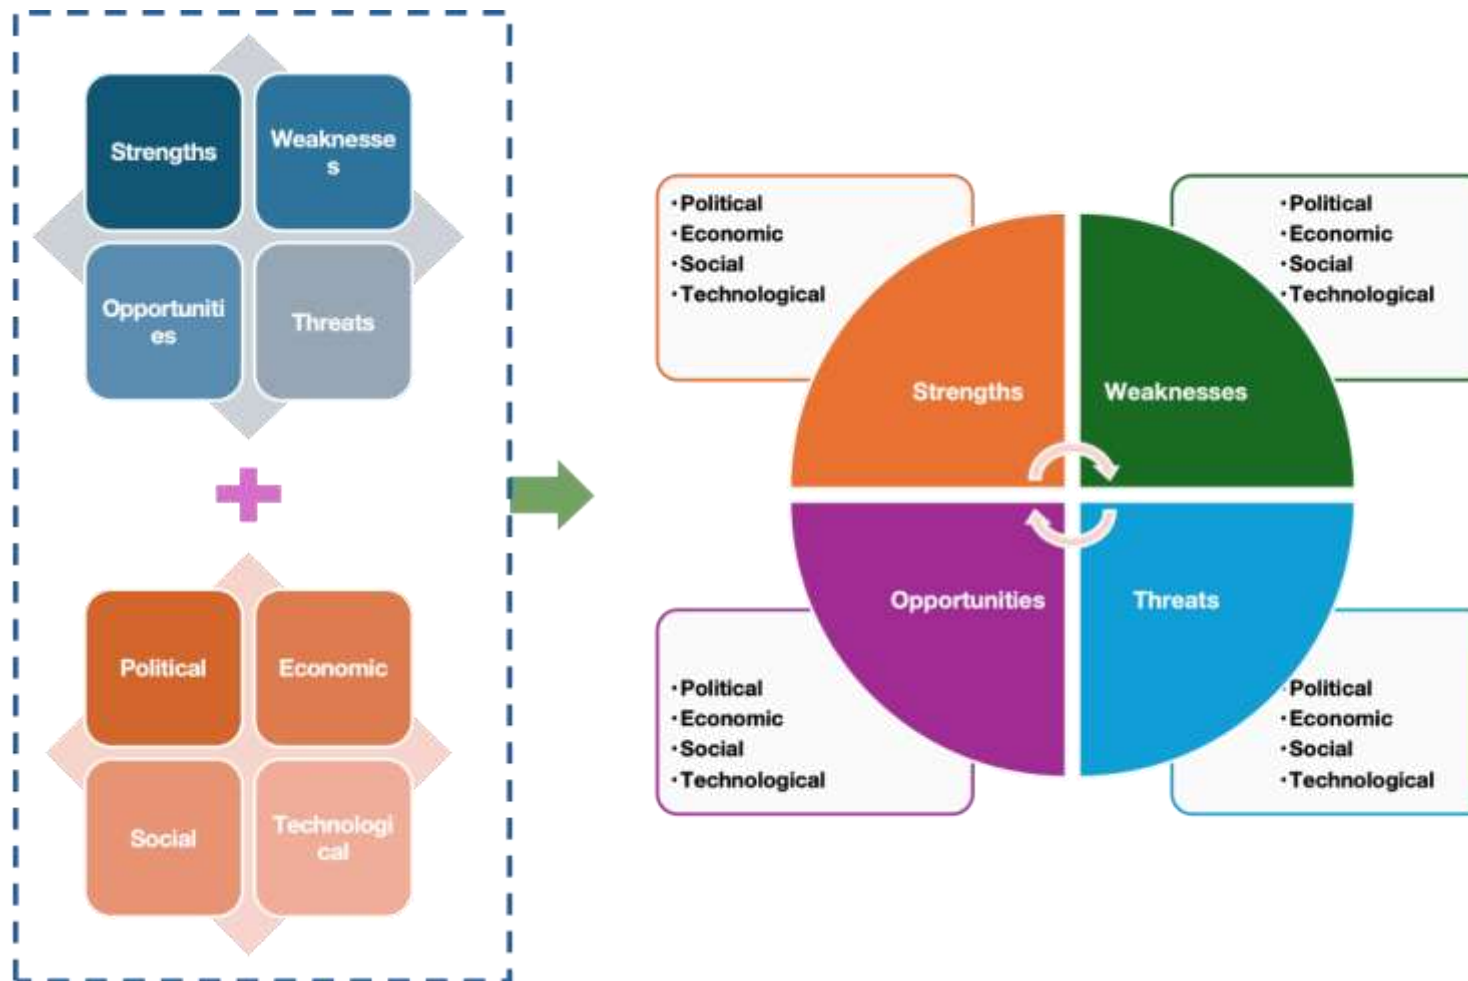 Strengths
Weaknesse
s
Opportuniti
es
Threats
Political
Economic
Social
Technologi
cal
•Political
•Economic
•Social
•Technological
•Political
•Economic
•Social
•Technological
Strengths
Weaknesses
Opportunities
Threats
•Political
•Economic
•Social
•Technological
•Political
•Economic
•Social
•Technological